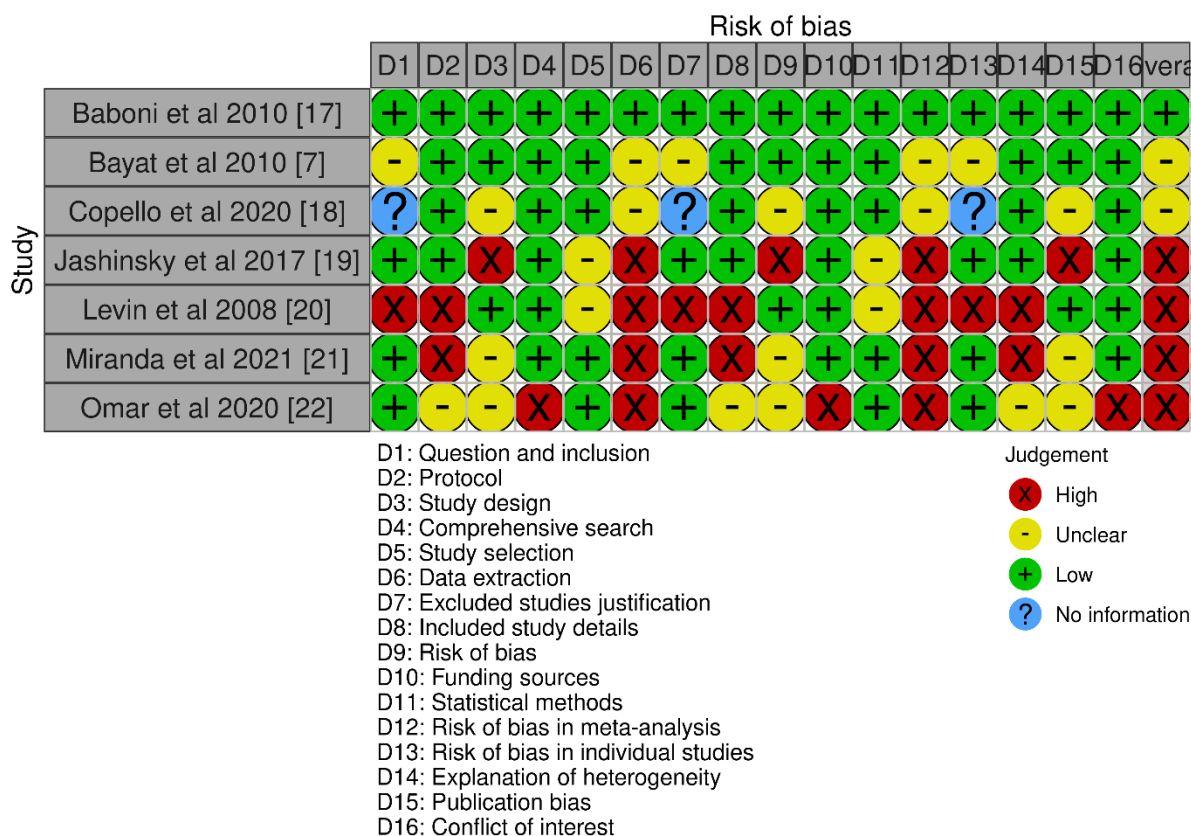 Risk of bias
D1 D2 D3 D4 D5 D6 D7 D8 D9 D10 D11 D12 D13 D14 D15 D16 vera
Study
Baboni et al 2010 [17] + + + + + + + + + + + + + + + + +
Bayat et al 2010 [7] - + + + + - - + + + + - - + + + -
Copello et al 2020 [18] ? + - + + - ? + - + + - ? + - + -
Jashinsky et al 2017 [19] + + X + - X + + X + - X + + X + X
Levin et al 2008 [20] X X + + - X X X + + - X X X + + X
Miranda et al 2021 [21] + X - + + X + X - + + X + X - + X
Omar et al 2020 [22] + - - X + X + - - X + X + - - X X
D1: Question and inclusion
D2: Protocol
D3: Study design
D4: Comprehensive search
D5: Study selection
D6: Data extraction
D7: Excluded studies justification
D8: Included study details
D9: Risk of bias
D10: Funding sources
D11: Statistical methods
D12: Risk of bias in meta-analysis
D13: Risk of bias in individual studies
D14: Explanation of heterogeneity
D15: Publication bias
D16: Conflict of interest
Judgement
X High
- Unclear
+ Low
? No information